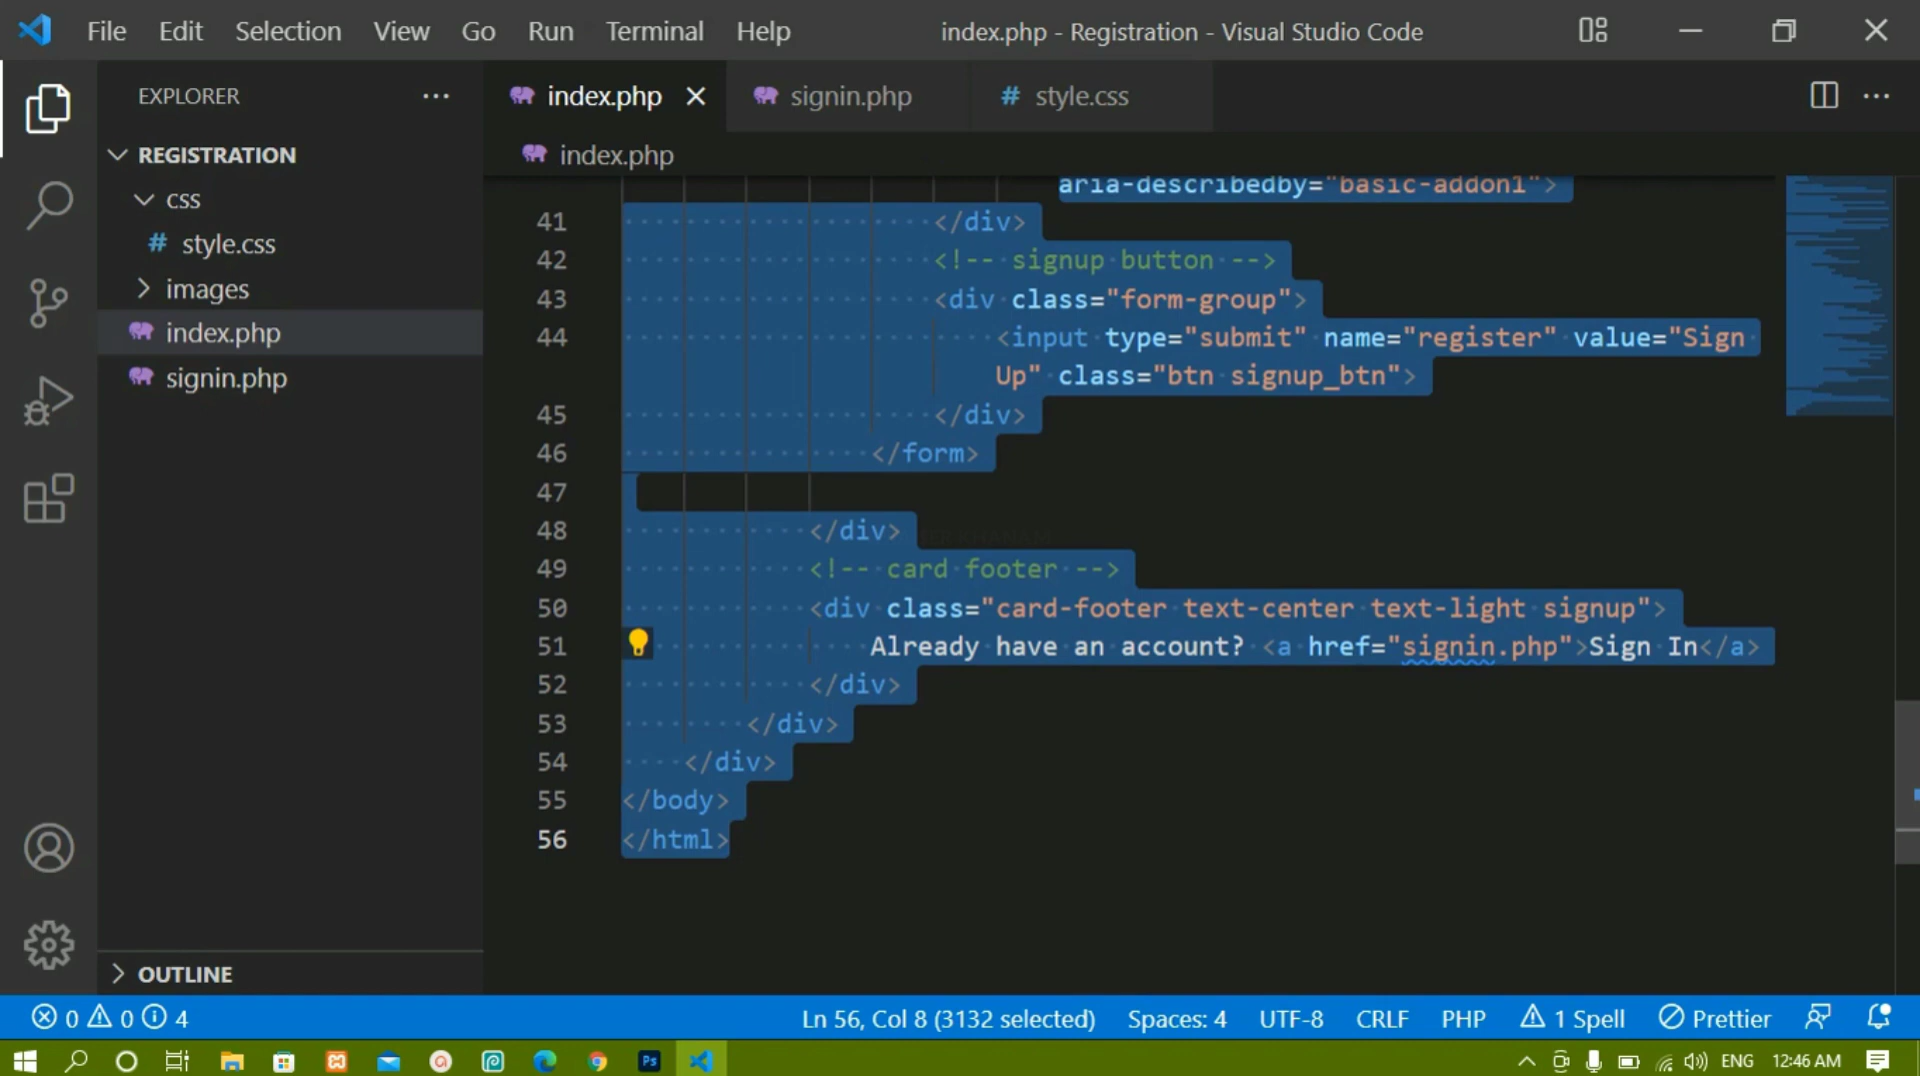 File Edit Selection View Go Run Terminal Help
index.php - Registration - Visual Studio Code
EXPLORER
REGISTRATION
css
# style.css
images
index.php
signin.php
OUTLINE
index.php
signin.php
# style.css
index.php
aria-describedby="basic-addon1">
41 </div>
42 <!-- signup button -->
43 <div class="form-group">
44 <input type="submit" name="register" value="Sign
Up" class="btn signup_btn">
45 </div>
46 </form>
47
48 </div>
49 <!-- card footer -->
50 <div class="card-footer text-center text-light signup">
51 Already have an account? <a href="signin.php">Sign In</a>
52 </div>
53 </div>
54 </div>
55 </body>
56 </html>
0 0 4
Ln 56, Col 8 (3132 selected) Spaces: 4 UTF-8 CRLF PHP 1 Spell Prettier
Ps
ENG 12:46 AM